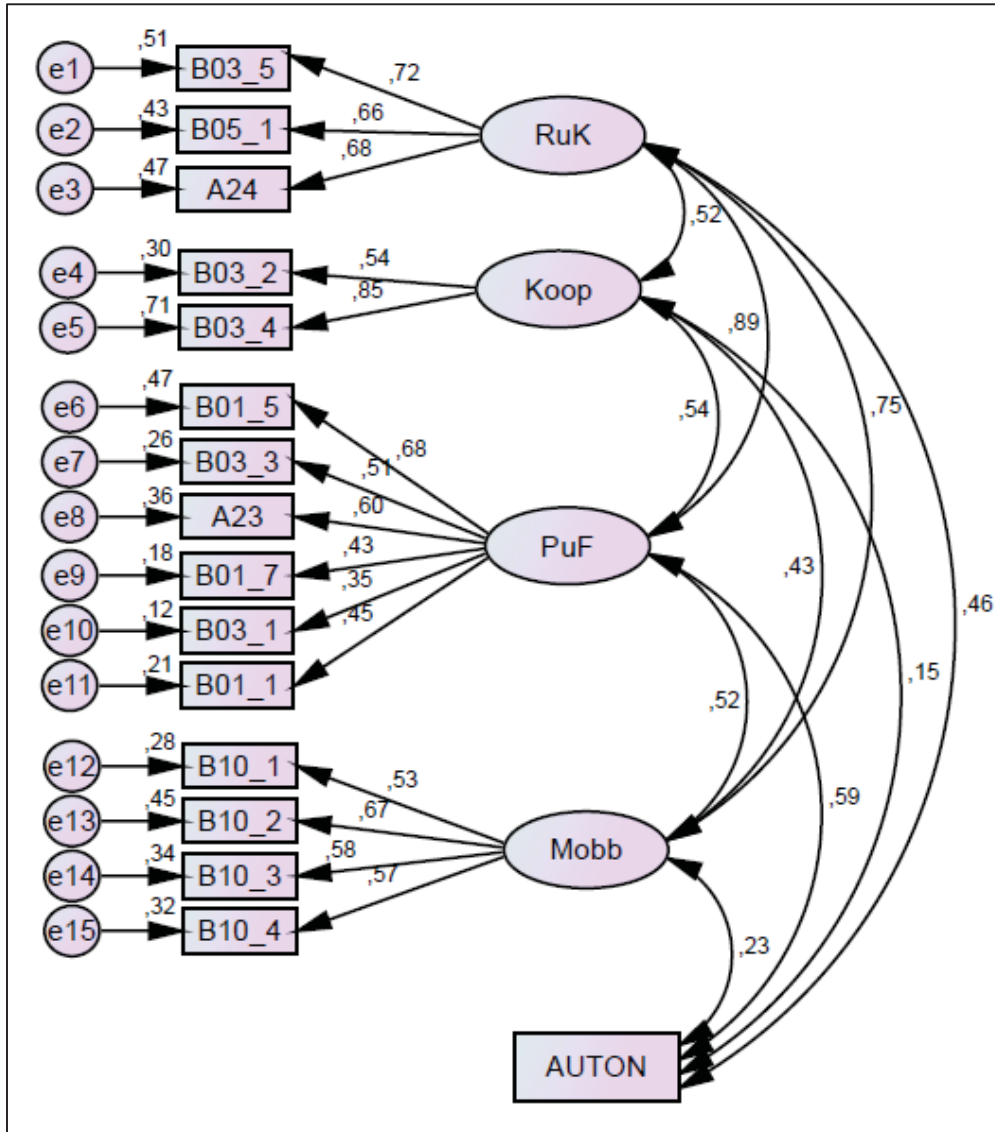 ,51
e1
B03_5
,72
,43
e2
B05_1
,66
RuK
,47
e3
A24
,68
,52
,30
e4
B03_2
,54
Koop
,71
e5
B03_4
,85
,89
,47
e6
B01_5
,54
,75
,26
e7
B03_3
,68
,51
,36
e8
A23
,60
PuF
,18
e9
B01_7
,43
,43
,12
e10
B03_1
,35
,46
,21
e11
B01_1
,45
,15
,52
,28
e12
B10_1
,53
,59
,45
e13
B10_2
,67
Mobb
,34
e14
B10_3
,58
,32
e15
B10_4
,57
,23
AUTON